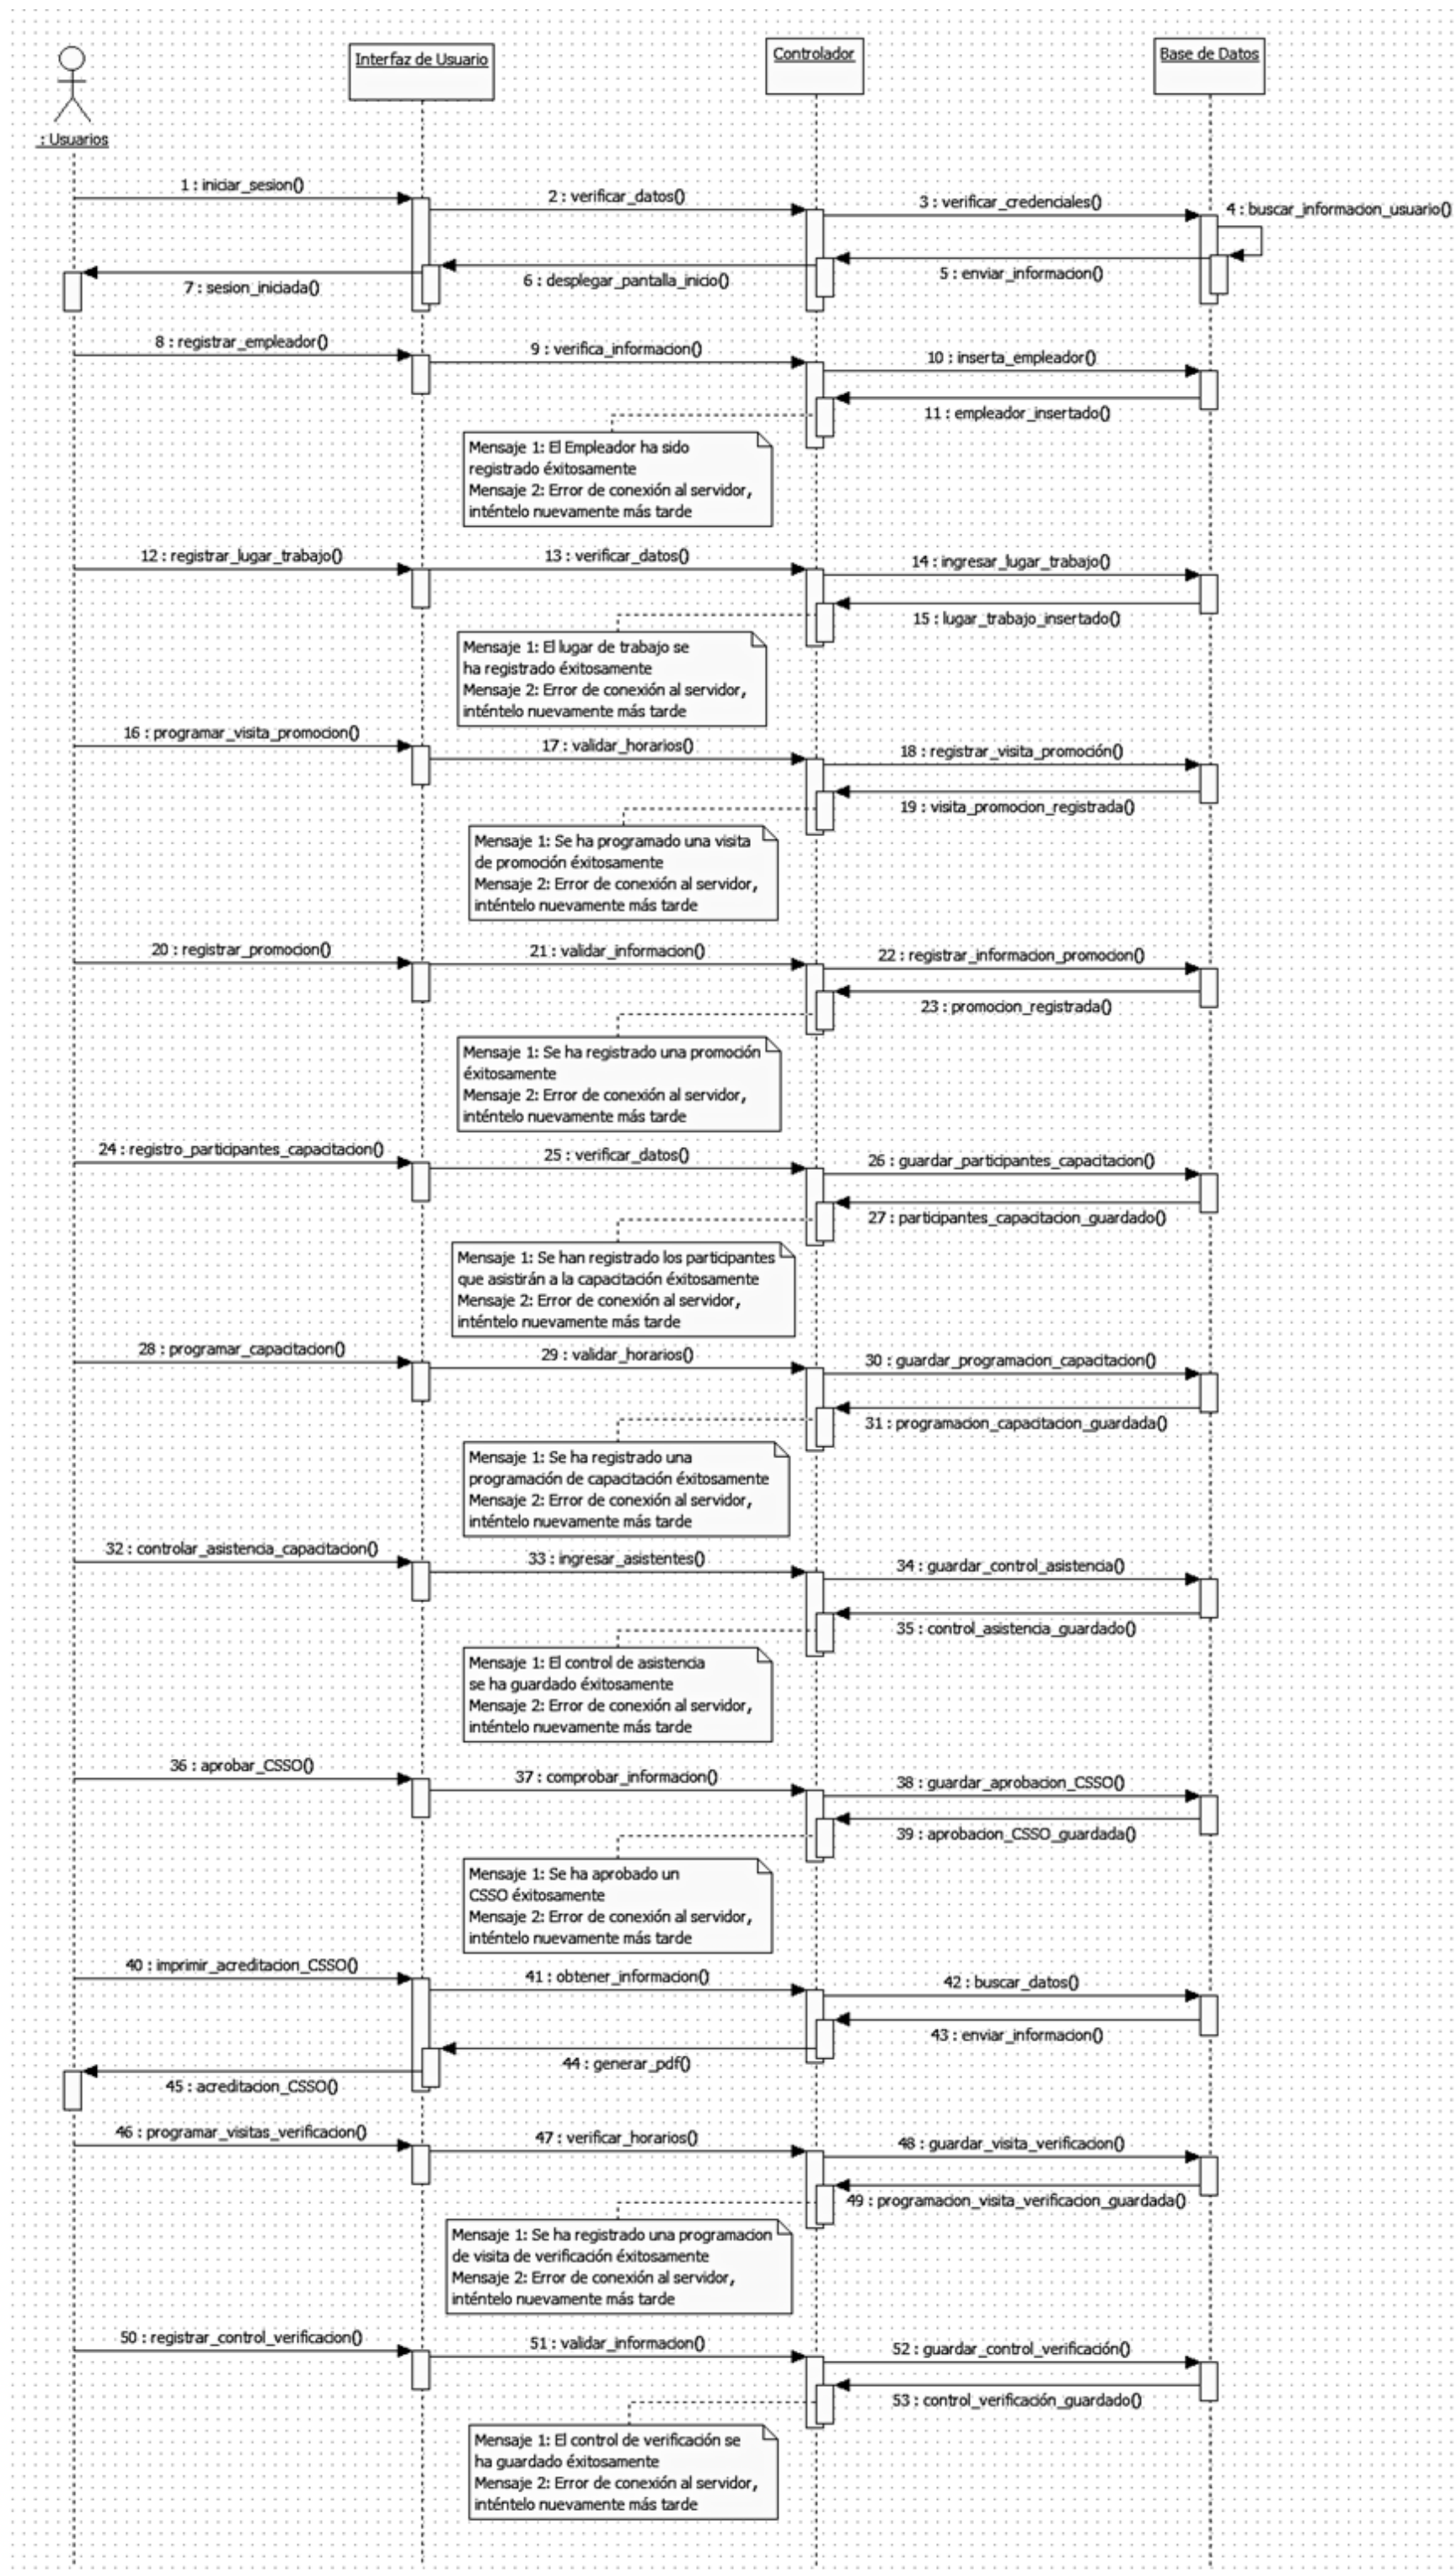 Interfaz de Usuario
Controlador
Base de Datos
: Usuarios
1 : iniciar_sesion()
2 : verificar_datos()
3 : verificar_credenciales()
4 : buscar_informacion_usuario()
5 : enviar_informacion()
6 : desplegar_pantalla_inicio()
7 : sesion_iniciada()
8 : registrar_empleador()
9 : verifica_informacion()
10 : inserta_empleador()
11 : empleador_insertado()
Mensaje 1: El Empleador ha sido
registrado éxitosamente
Mensaje 2: Error de conexión al servidor,
inténtelo nuevamente más tarde
12 : registrar_lugar_trabajo()
13 : verificar_datos()
14 : ingresar_lugar_trabajo()
15 : lugar_trabajo_insertado()
Mensaje 1: El lugar de trabajo se
ha registrado éxitosamente
Mensaje 2: Error de conexión al servidor,
inténtelo nuevamente más tarde
16 : programar_visita_promocion()
17 : validar_horarios()
18 : registrar_visita_promoción()
19 : visita_promocion_registrada()
Mensaje 1: Se ha programado una visita
de promoción éxitosamente
Mensaje 2: Error de conexión al servidor,
inténtelo nuevamente más tarde
20 : registrar_promocion()
21 : validar_informacion()
22 : registrar_informacion_promocion()
23 : promocion_registrada()
Mensaje 1: Se ha registrado una promoción
éxitosamente
Mensaje 2: Error de conexión al servidor,
inténtelo nuevamente más tarde
24 : registro_participantes_capacitacion()
25 : verificar_datos()
26 : guardar_participantes_capacitacion()
27 : participantes_capacitacion_guardado()
Mensaje 1: Se han registrado los participantes
que asistirán a la capacitación éxitosamente
Mensaje 2: Error de conexión al servidor,
inténtelo nuevamente más tarde
28 : programar_capacitacion()
29 : validar_horarios()
30 : guardar_programacion_capacitacion()
31 : programacion_capacitacion_guardada()
Mensaje 1: Se ha registrado una
programación de capacitación éxitosamente
Mensaje 2: Error de conexión al servidor,
inténtelo nuevamente más tarde
32 : controlar_asistencia_capacitacion()
33 : ingresar_asistentes()
34 : guardar_control_asistencia()
35 : control_asistencia_guardado()
Mensaje 1: El control de asistencia
se ha guardado éxitosamente
Mensaje 2: Error de conexión al servidor,
inténtelo nuevamente más tarde
36 : aprobar_CSSO()
37 : comprobar_informacion()
38 : guardar_aprobacion_CSSO()
39 : aprobacion_CSSO_guardada()
Mensaje 1: Se ha aprobado un
CSSO éxitosamente
Mensaje 2: Error de conexión al servidor,
inténtelo nuevamente más tarde
40 : imprimir_acreditacion_CSSO()
41 : obtener_informacion()
42 : buscar_datos()
43 : enviar_informacion()
44 : generar_pdf()
45 : acreditacion_CSSO()
46 : programar_visitas_verificacion()
47 : verificar_horarios()
48 : guardar_visita_verificacion()
49 : programacion_visita_verificacion_guardada()
Mensaje 1: Se ha registrado una programacion
de visita de verificación éxitosamente
Mensaje 2: Error de conexión al servidor,
inténtelo nuevamente más tarde
50 : registrar_control_verificacion()
51 : validar_informacion()
52 : guardar_control_verificación()
53 : control_verificación_guardado()
Mensaje 1: El control de verificación se
ha guardado éxitosamente
Mensaje 2: Error de conexión al servidor,
inténtelo nuevamente más tarde